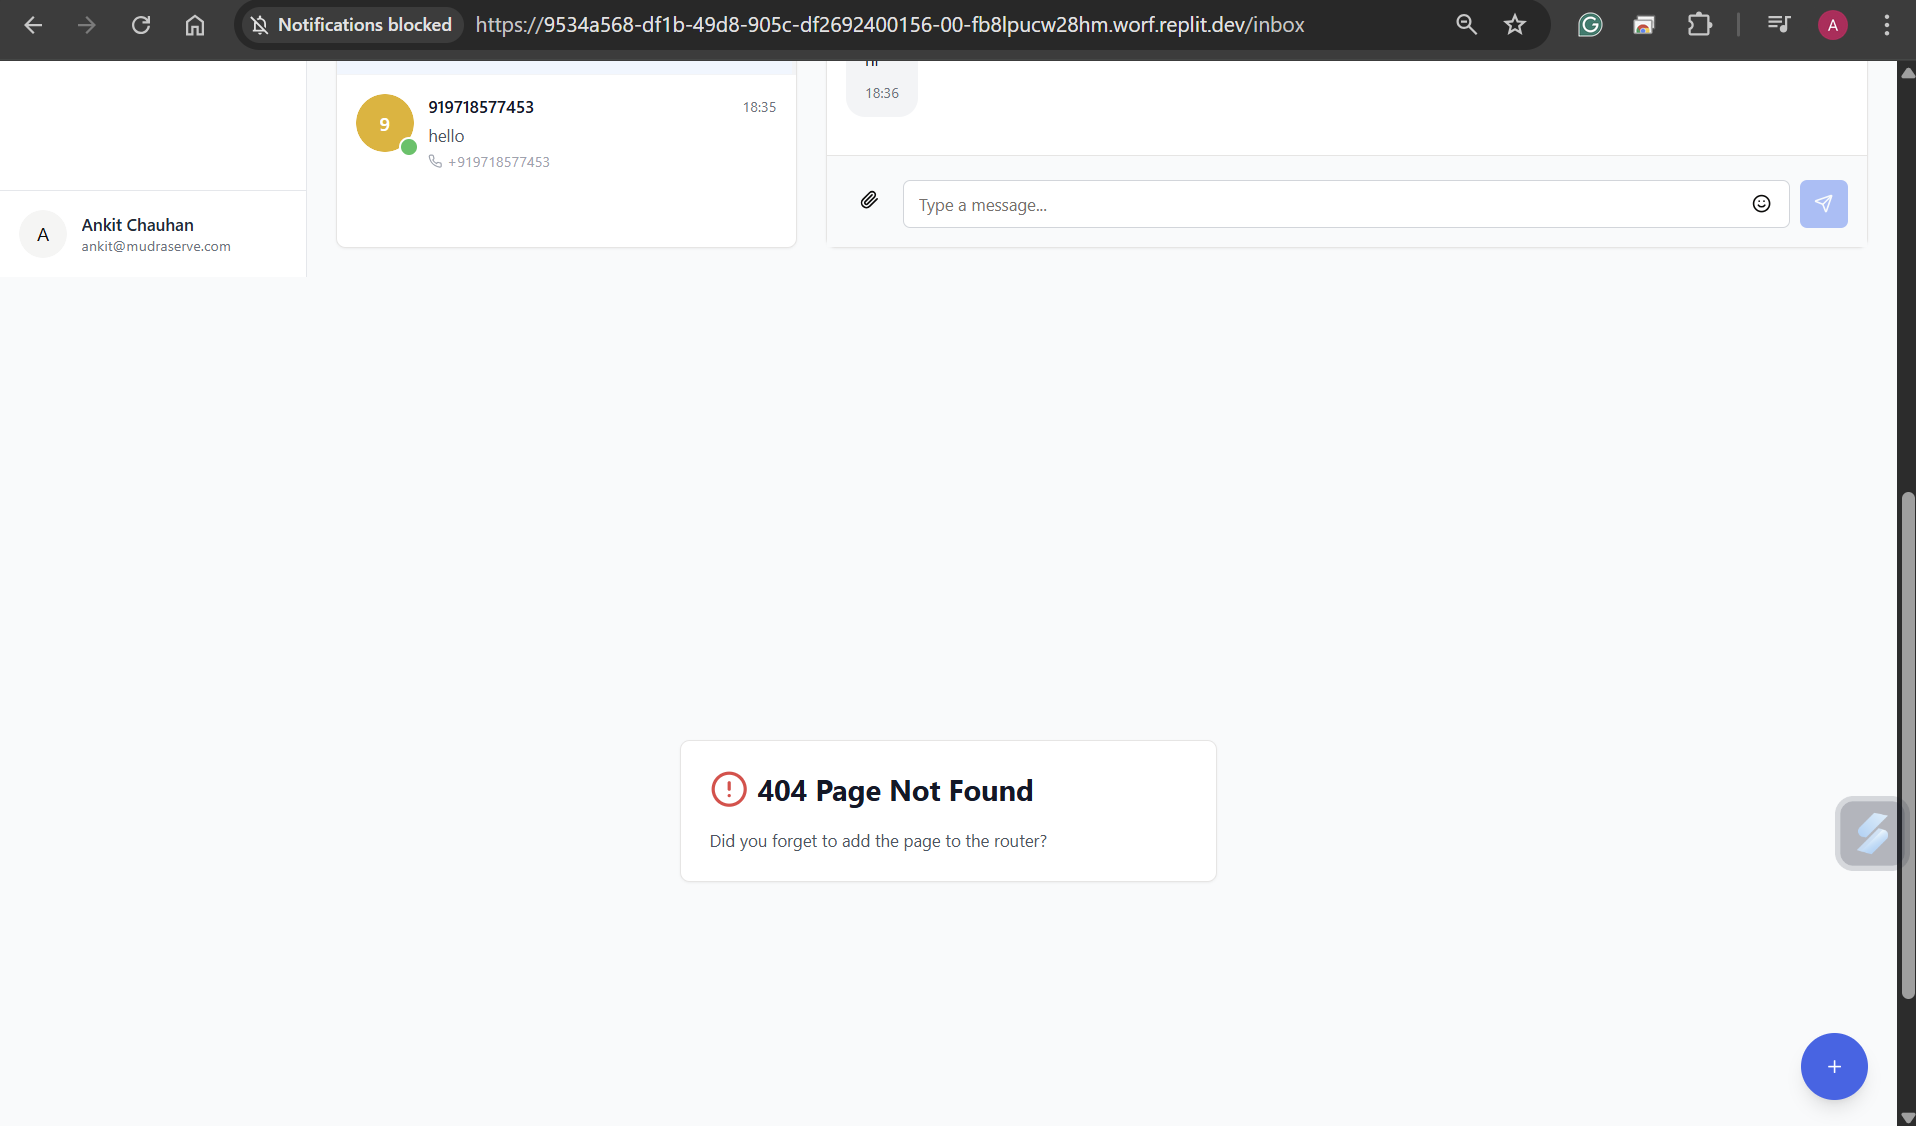 Notifications blocked
https://9534a568-df1b-49d8-905c-df2692400156-00-fb8lpucw28hm.worf.replit.dev/inbox
A
919718577453
18:35
9
hello
+919718577453
18:36
Type a message...
A
Ankit Chauhan
ankit@mudraserve.com
404 Page Not Found
Did you forget to add the page to the router?